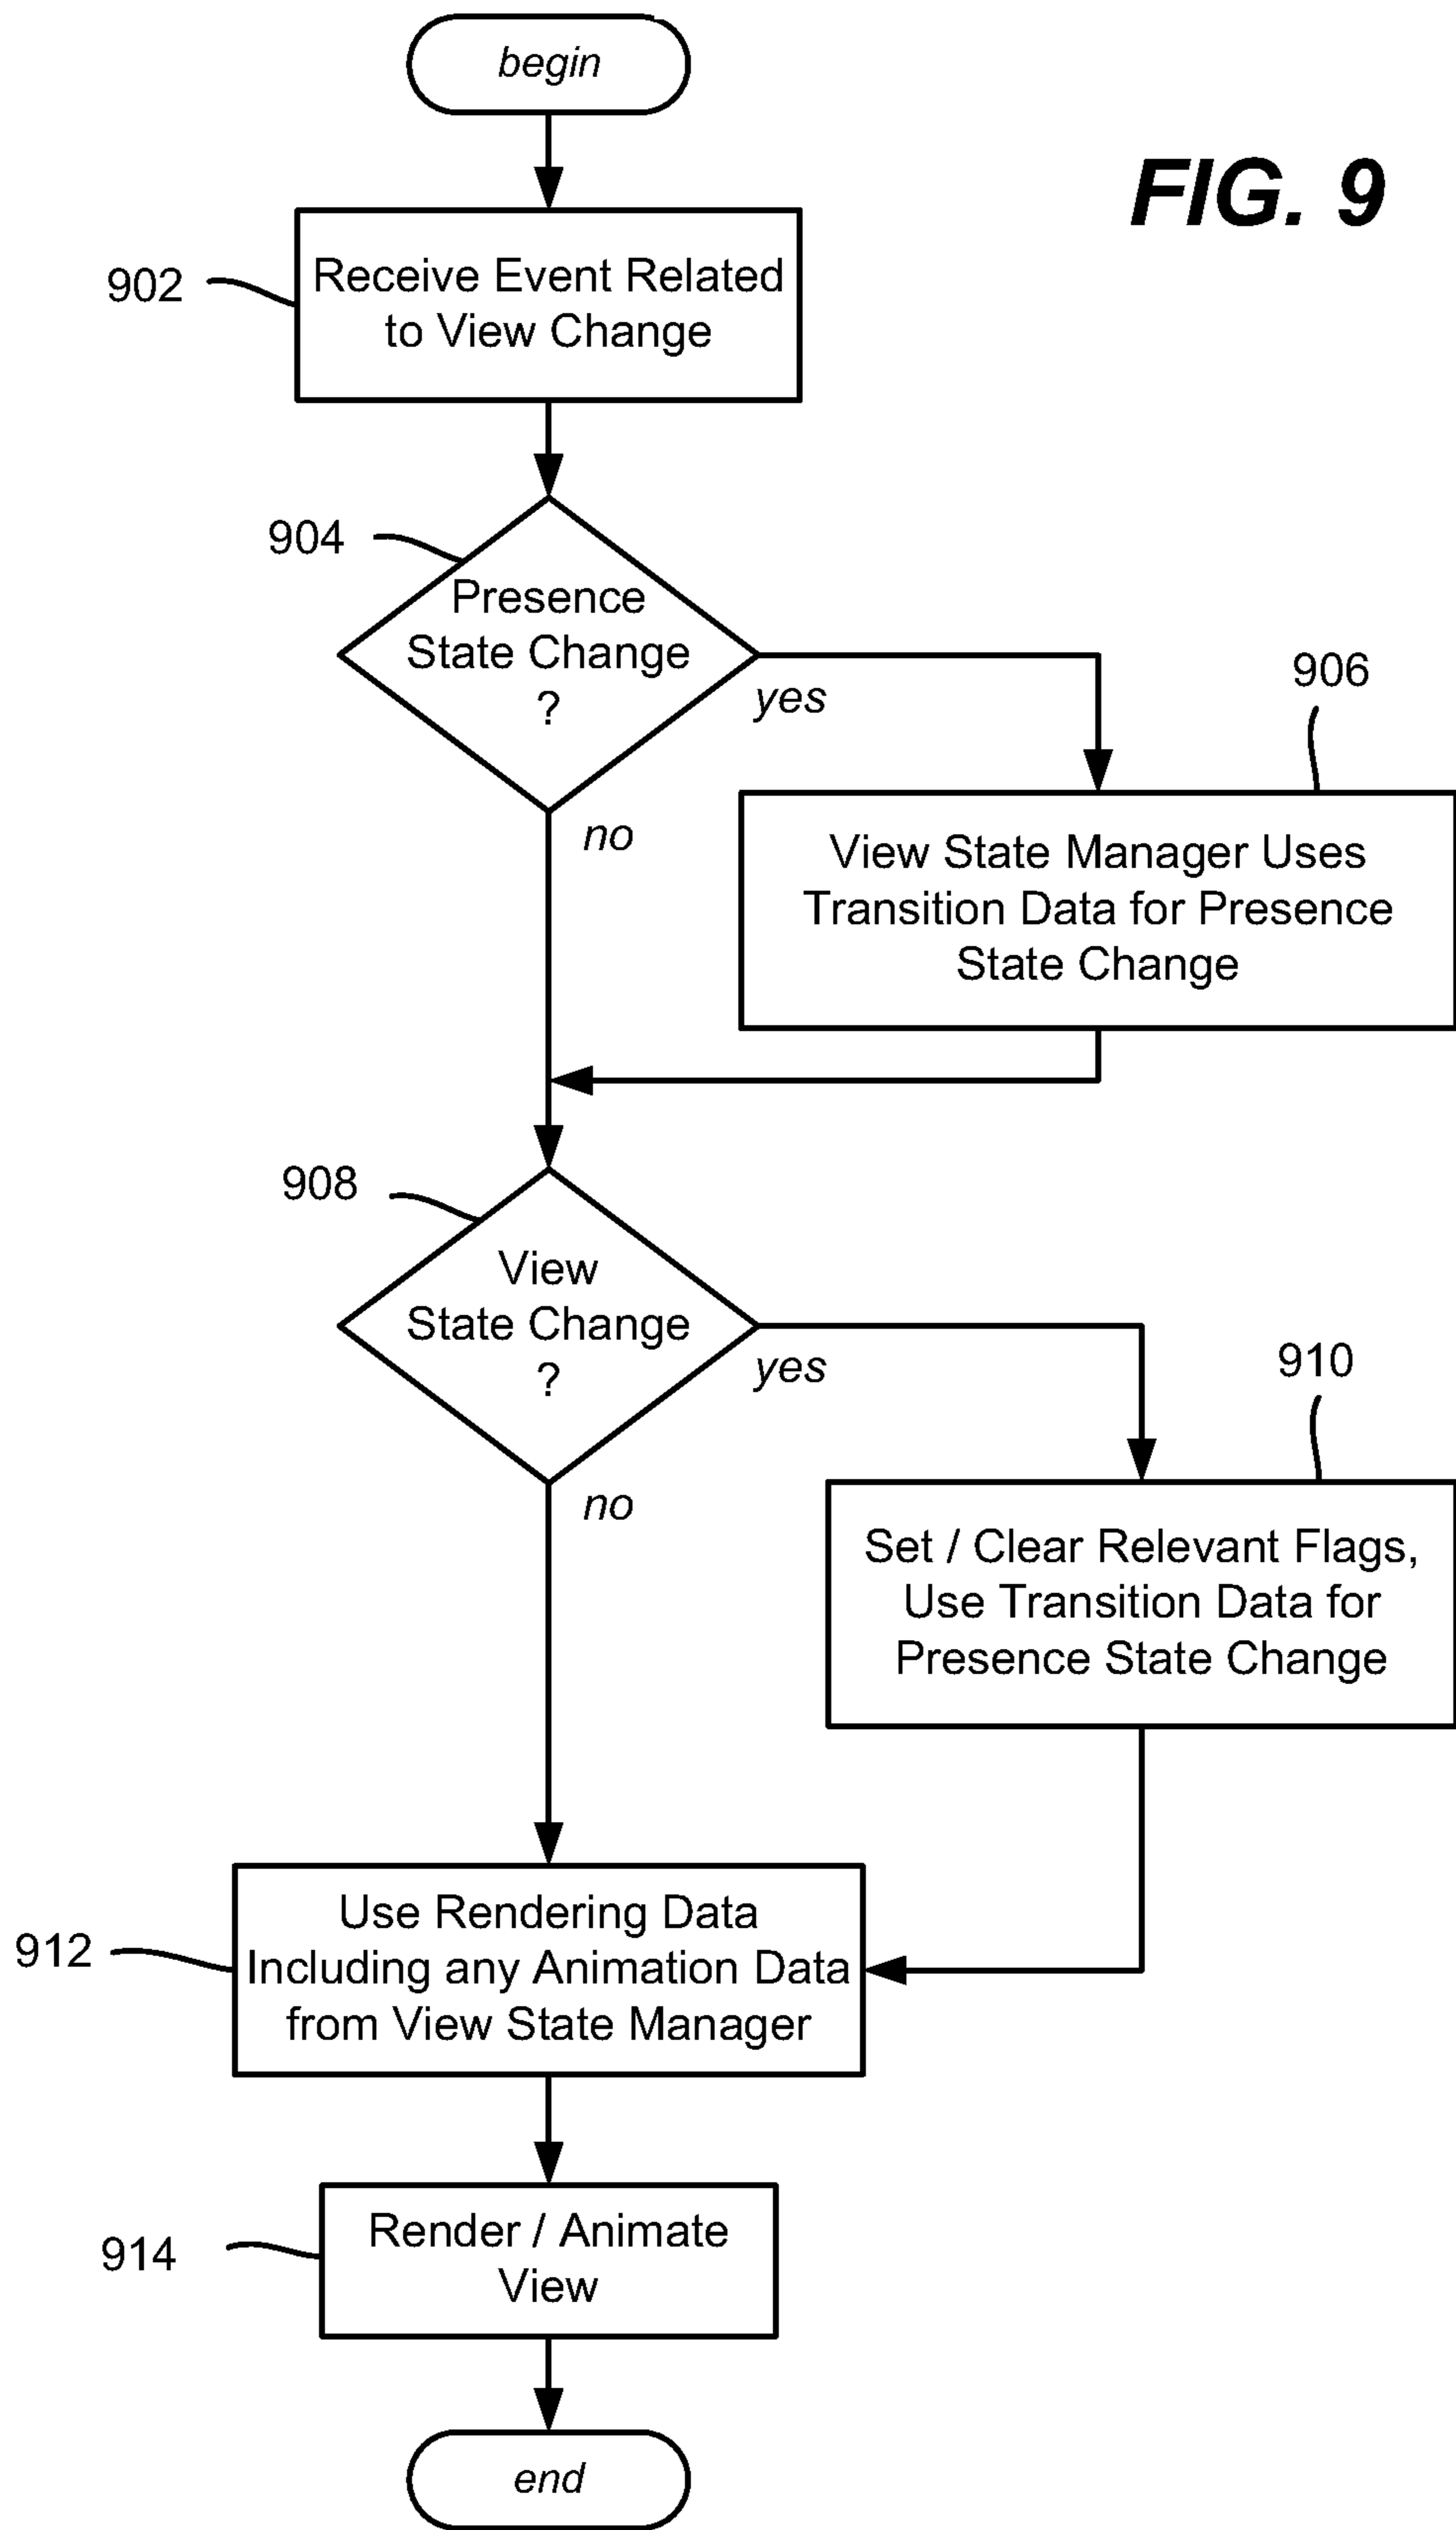 begin
FIG. 9
902
Receive Event Related
to View Change
904
Presence
State Change
?
yes
no
906
View State Manager Uses
Transition Data for Presence
State Change
908
View
State Change
?
yes
no
910
Set / Clear Relevant Flags,
Use Transition Data for
Presence State Change
912
Use Rendering Data
Including any Animation Data
from View State Manager
914
Render / Animate
View
end